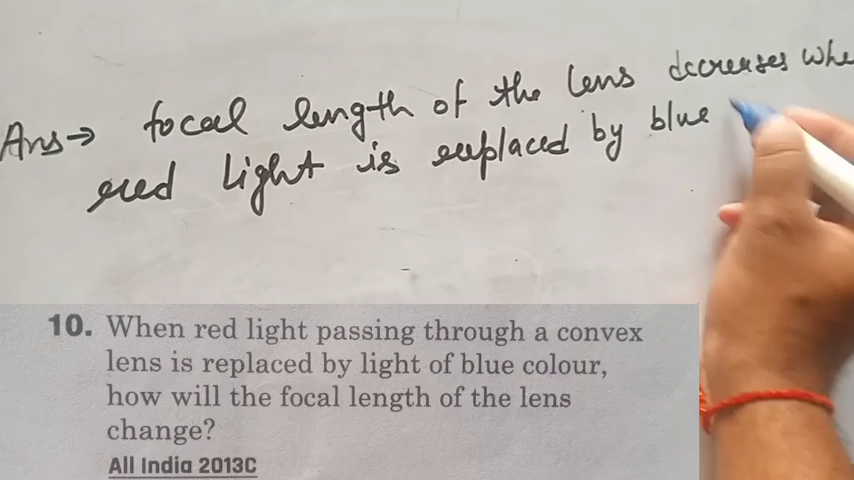 Ans→ focal length of the lens decreases whe
red light is replaced by blue
10. When red light passing through a convex
lens is replaced by light of blue colour,
how will the focal length of the lens
change?
All India 2013C